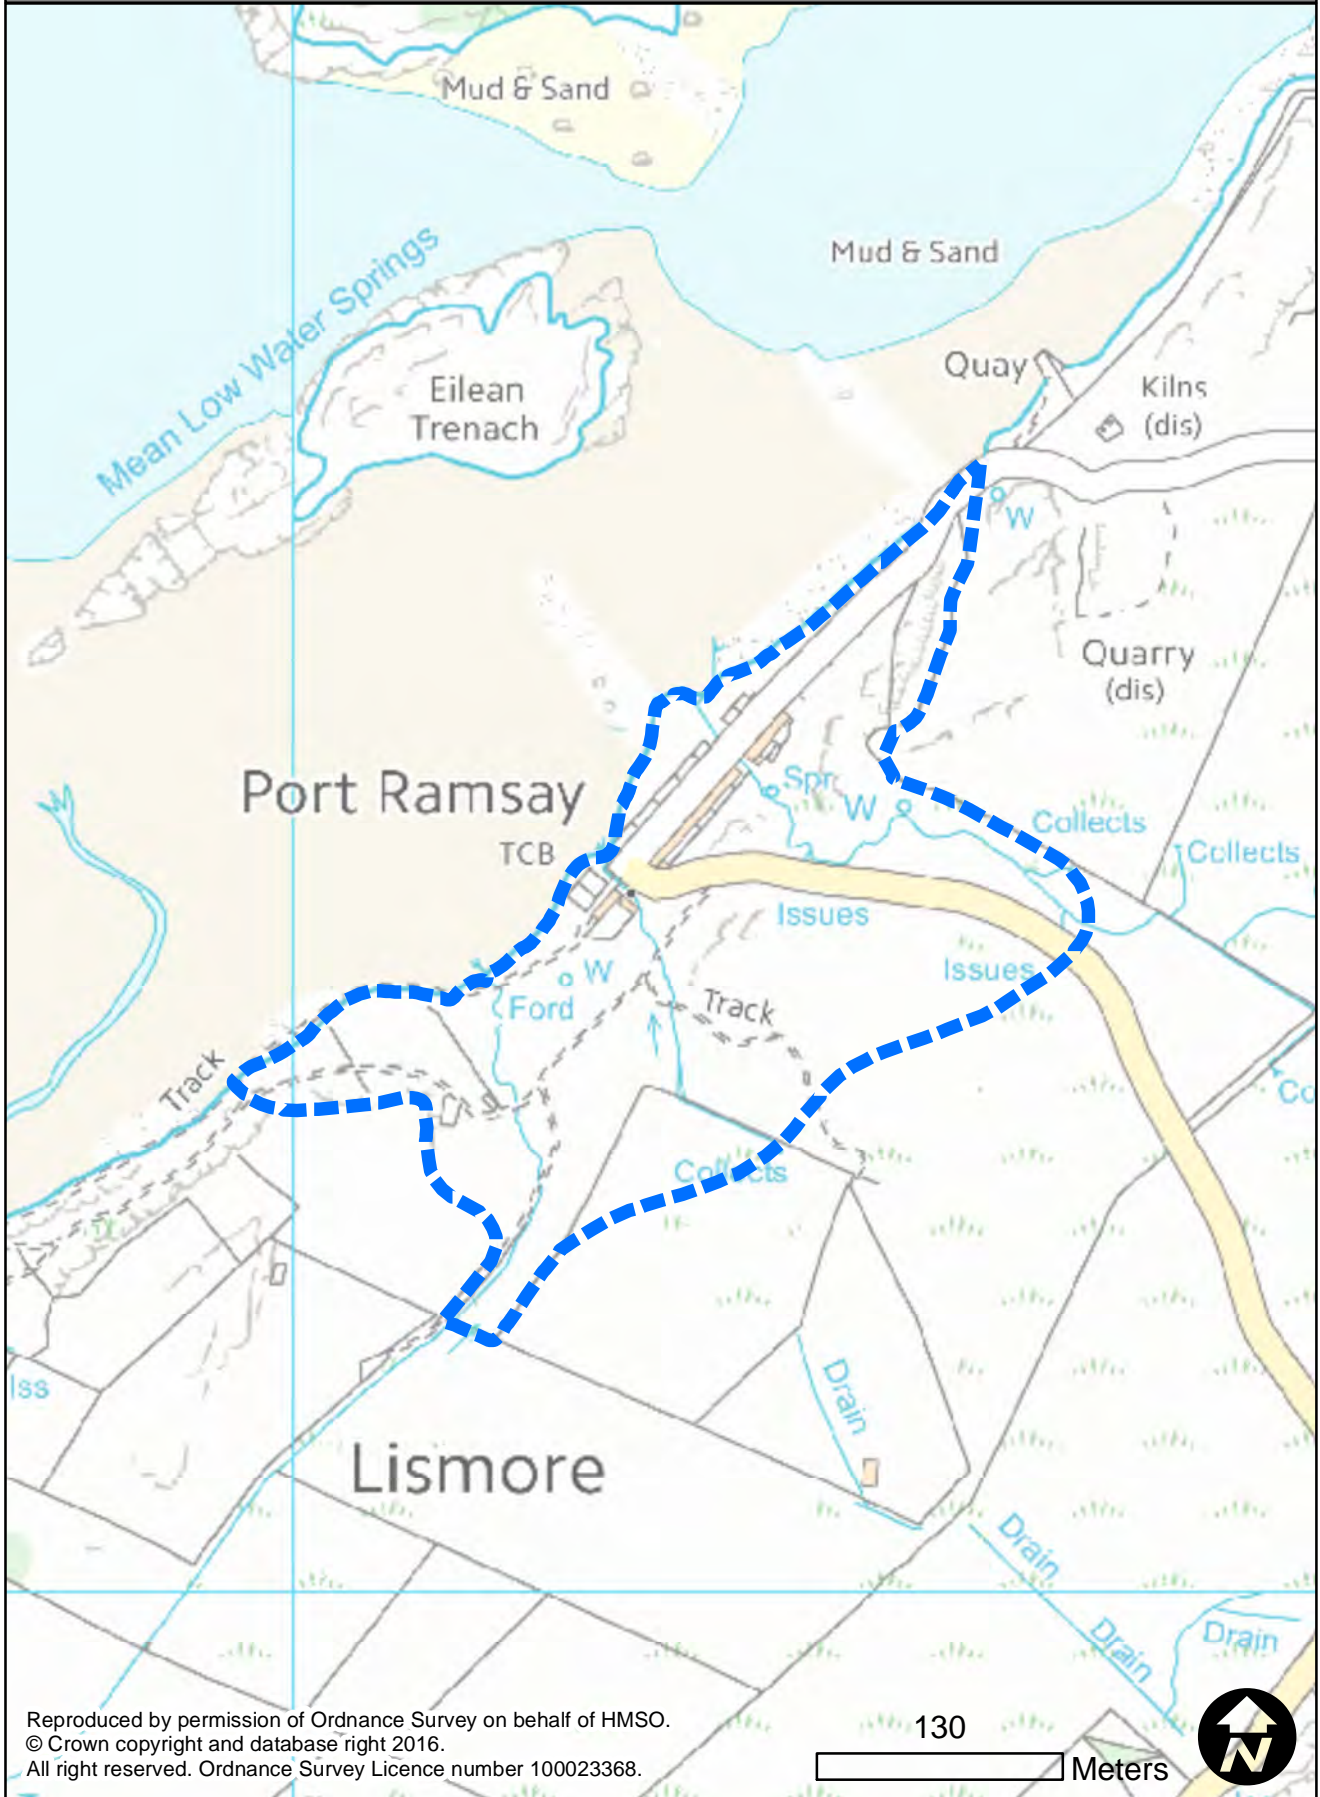 Mud & Sand
Mud & Sand
Mean Low Water Springs
Eilean
Trenach
Quay
Kilns
(dis)
W
Quarry
(dis)
Port Ramsay
TCB
Spr
W
Collects
Collects
Issues
Issues
W
Ford
Track
Track
Co
Collects
Iss
Drain
Lismore
Drain
Drain
Drain
Reproduced by permission of Ordnance Survey on behalf of HMSO.
© Crown copyright and database right 2016.
All right reserved. Ordnance Survey Licence number 100023368.
130
Meters
N